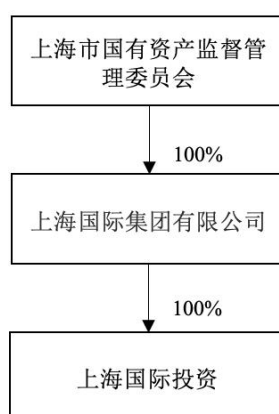 上海市国有资产监督管
理委员会
100%
上海国际集团有限公司
100%
上海国际投资